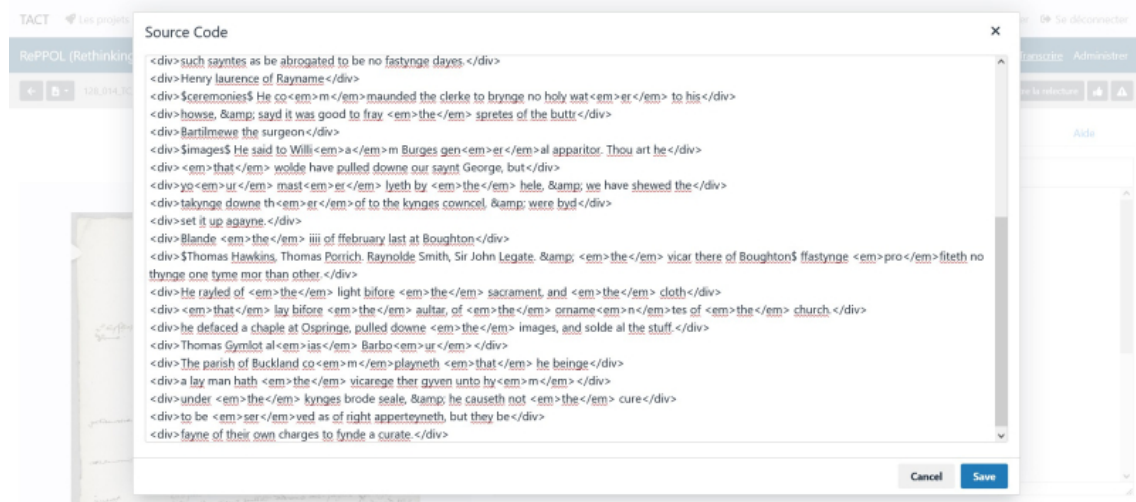 TACT Les projets Se déconnecter
Source Code ×
RePPOL (Rethinking Transcrire Administrer
la relecture
Aide
<div>such sayntes as be abrogated to be no fastynge dayes.</div>
<div>Henry laurence of Rayname</div>
<div>$ceremonies$ He co<em>m</em>maunded the clerke to brynge no holy wat<em>er</em> to his</div>
<div>howse, &amp; sayd it was good to fray <em>the</em> spretes of the buttr</div>
<div>Bartilmewe the surgeon</div>
<div>$images$ He said to Willi<em>a</em>m Burges gen<em>er</em>al apparitor. Thou art he</div>
<div> <em>that</em> wolde have pulled downe our saynt George, but</div>
<div>yo<em>ur</em> mast<em>er</em> lyeth by <em>the</em> hele, &amp; we have shewed the</div>
<div>takynge downe th<em>er</em>of to the kynges cowncel, &amp; were byd</div>
<div>set it up agayne.</div>
<div>Blande <em>the</em> iiii of ffebruary last at Boughton</div>
<div>$Thomas Hawkins, Thomas Porrich. Raynolde Smith, Sir John Legate. &amp; <em>the</em> vicar there of Boughton$ ffastynge <em>pro</em>fiteth no
thynge one tyme mor than other.</div>
<div>He rayled of <em>the</em> light bifore <em>the</em> sacrament, and <em>the</em> cloth</div>
<div> <em>that</em> lay bifore <em>the</em> aultar, of <em>the</em> orname<em>n</em>tes of <em>the</em> church.</div>
<div>he defaced a chaple at Ospringe, pulled downe <em>the</em> images, and solde al the stuff.</div>
<div>Thomas Gymlot al<em>ias</em> Barbo<em>ur</em> </div>
<div>The parish of Buckland co<em>m</em>playneth <em>that</em> he beinge</div>
<div>a lay man hath <em>the</em> vicarege ther gyven unto hy<em>m</em> </div>
<div>under <em>the</em> kynges brode seale, &amp; he causeth not <em>the</em> cure</div>
<div>to be <em>ser</em>ved as of right apperteyneth, but they be</div>
<div>fayne of their own charges to fynde a curate.</div>
Cancel Save